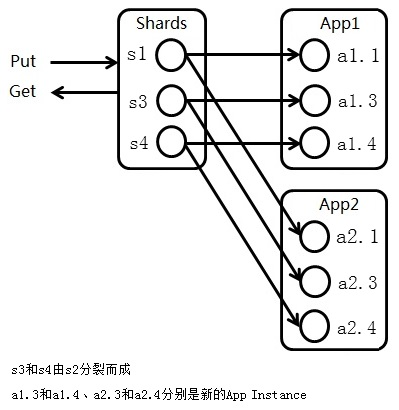 Shards
App1
s1
a1.1
Put
Get
s3
a1.3
s4
a1.4
App2
a2.1
a2.3
a2.4
s3和s4由s2分裂而成
a1.3和a1.4、a2.3和a2.4分别是新的App Instance